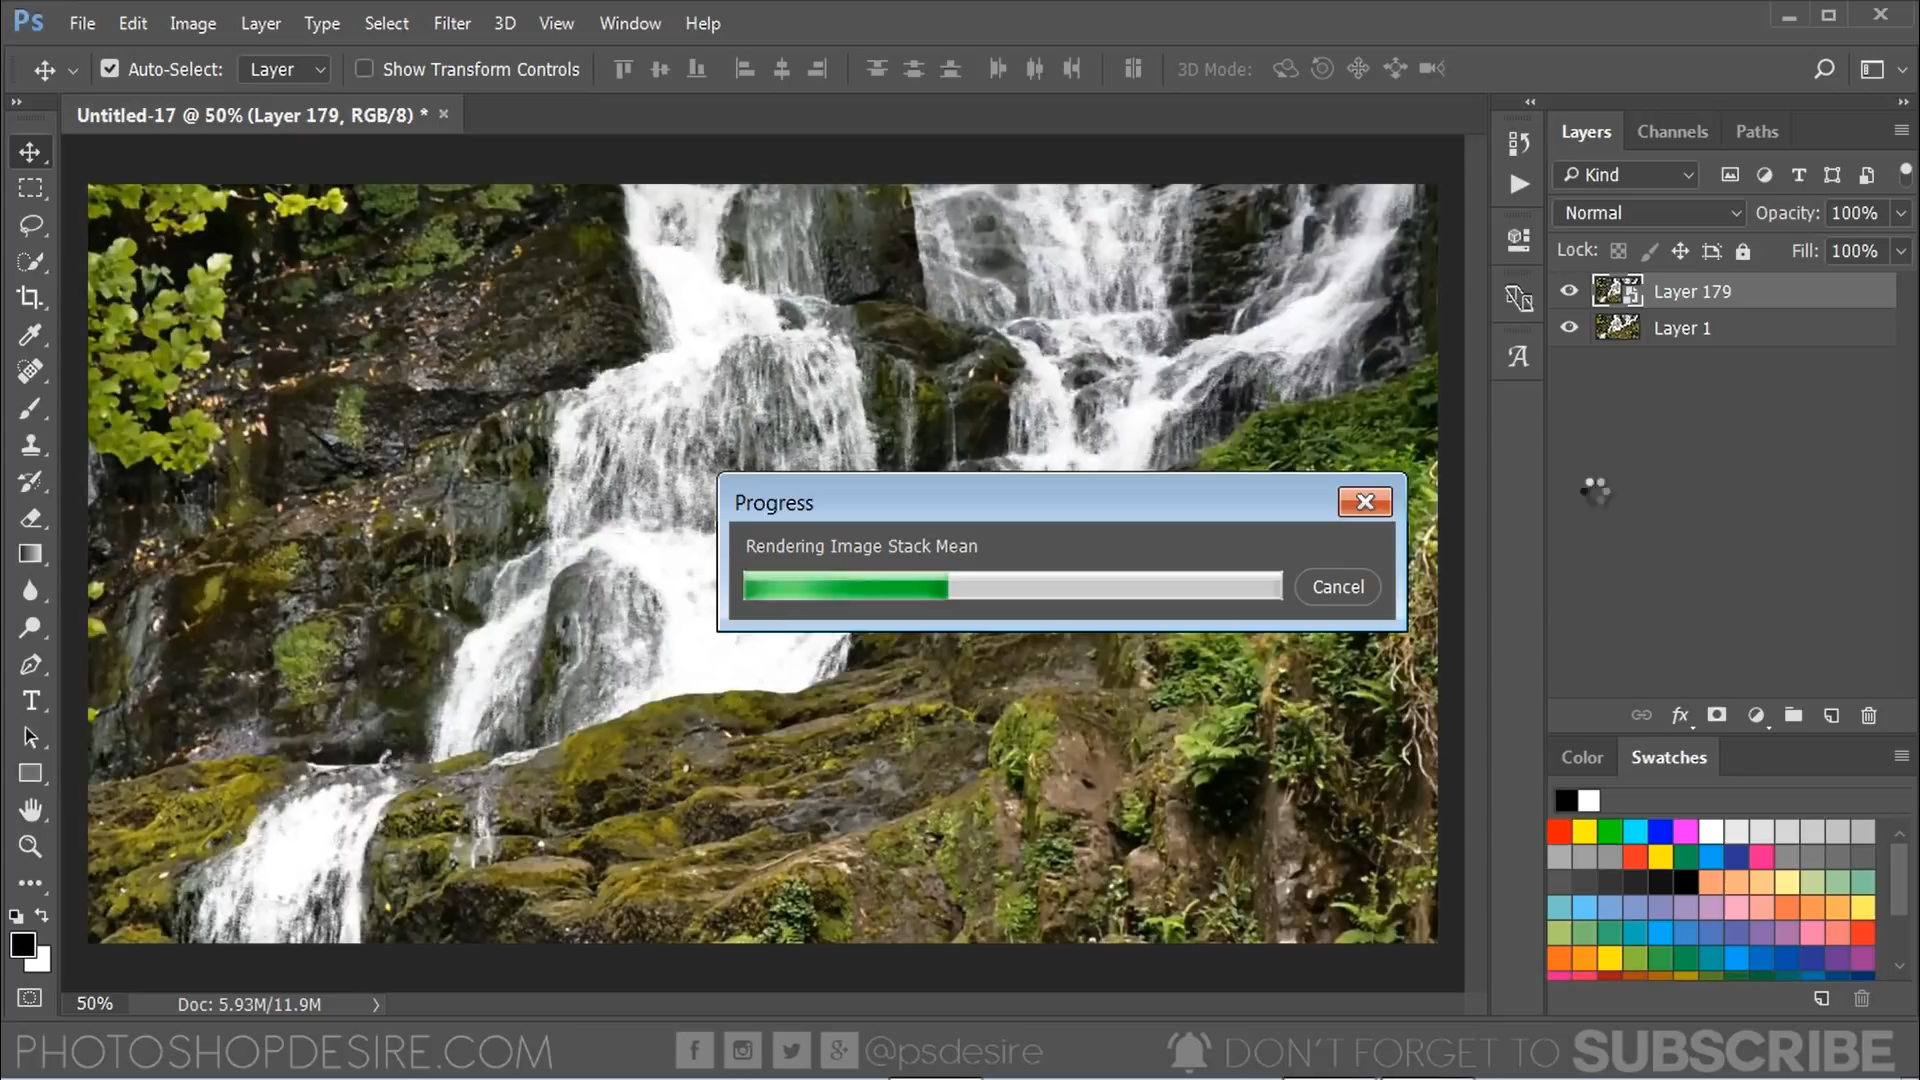 Ps File Edit Image Layer Type Select Filter 3D View Window Help
Auto-Select: Layer Show Transform Controls 3D Mode:
Untitled-17 @ 50% (Layer 179, RGB/8) * ×
Layers Channels Paths
Kind
Normal Opacity: 100%
Lock: Fill: 100%
Layer 179
Layer 1
Progress
Rendering Image Stack Mean
Cancel
fx
Color Swatches
50% Doc: 5.93M/11.9M
PHOTOSHOPDESIRE.COM @psdesire DON'T FORGET TO SUBSCRIBE